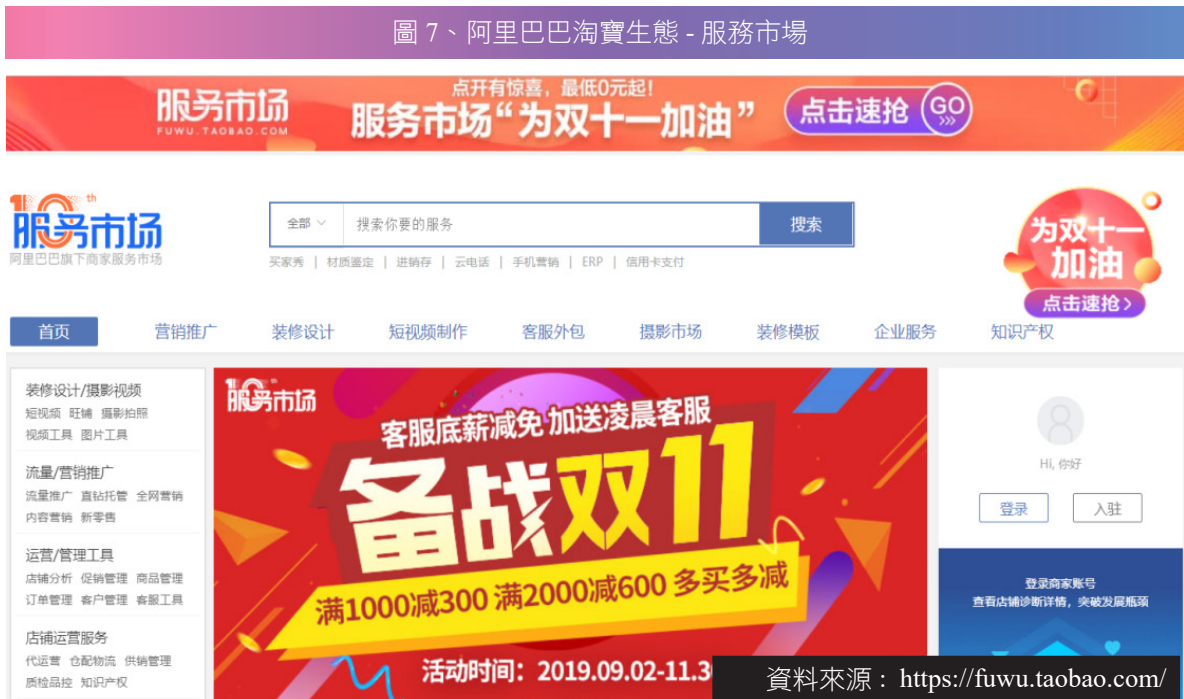 圖 7、阿里巴巴淘寶生態 - 服務市場
点开有惊喜，最低0元起!
服务市场
FUWU.TAOBAO.COM
服务市场“为双十一加油”
点击速抢 GO >>>
10th
服务市场
阿里巴巴旗下商家服务市场
全部 搜索你要的服务 搜索
买家秀 | 材质鉴定 | 进销存 | 云电话 | 手机营销 | ERP | 信用卡支付
为双十一
加油
点击速抢 >
首页 营销推广 装修设计 短视频制作 客服外包 摄影市场 装修模板 企业服务 知识产权
装修设计/摄影视频
短视频 旺铺 摄影拍照
视频工具 图片工具
流量/营销推广
流量推广 直钻托管 全网营销
内容营销 新零售
运营/管理工具
店铺分析 促销管理 商品管理
订单管理 客户管理 客服工具
店铺运营服务
代运营 仓配物流 供销管理
质检品控 知识产权
10 服务市场
客服底薪减免 加送凌晨客服
备战双11
满1000减300 满2000减600 多买多减
活动时间：2019.09.02-11.3
Hi, 你好
登录 入驻
登录商家账号
查看店铺诊断详情，突破发展瓶颈
資料來源 : https://fuwu.taobao.com/